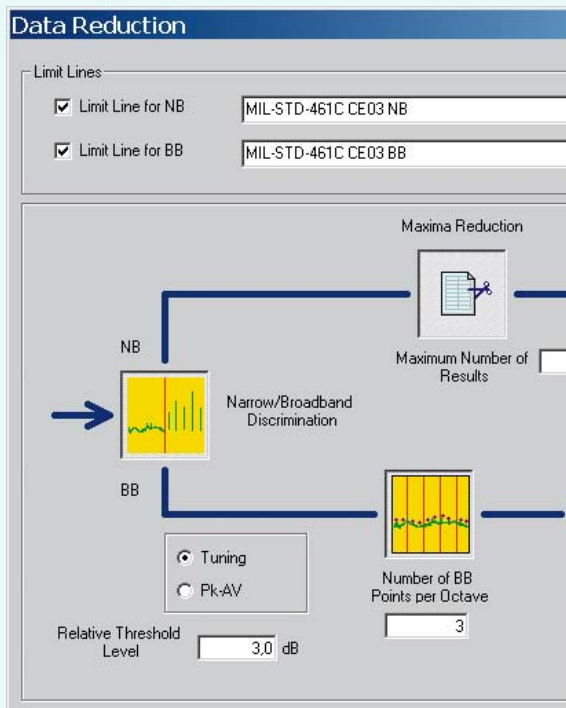 Data Reduction
Limit Lines
Limit Line for NB
MIL-STD-461C CE03 NB
Limit Line for BB
MIL-STD-461C CE03 BB
Maxima Reduction
NB
Maximum Number of
Results
Narrow/Broadband
Discrimination
BB
Tuning
Pk-AV
Number of BB
Points per Octave
3
Relative Threshold
Level
3,0 dB